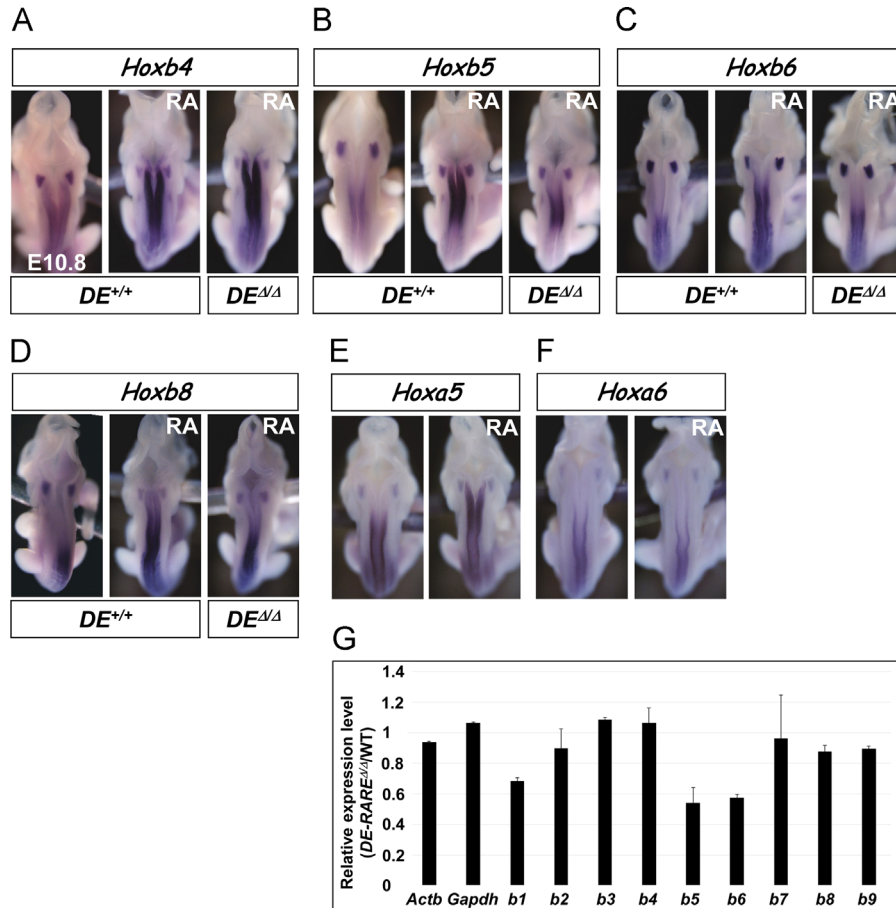 A
B
C
Hoxb4
Hoxb5
Hoxb6
RA
RA
RA
RA
RA
RA
E10.8
DE+/+
DEΔ/Δ
DE+/+
DEΔ/Δ
DE+/+
DEΔ/Δ
D
E
F
Hoxb8
Hoxa5
Hoxa6
RA
RA
RA
RA
DE+/+
DEΔ/Δ
G
Relative expression level
(DE-RAREΔ/Δ/WT)
1.4
1.2
1
0.8
0.6
0.4
0.2
0
Actb Gapdh b1 b2 b3 b4 b5 b6 b7 b8 b9